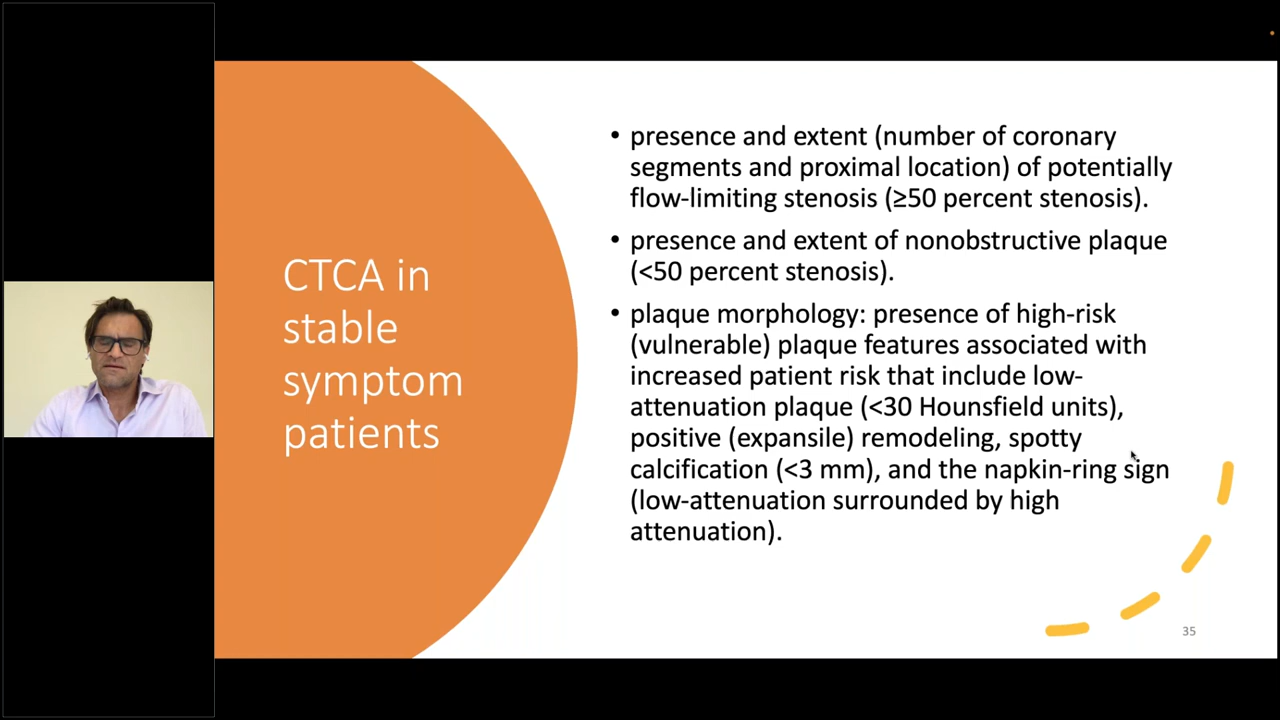 CTCA in
stable
symptom
patients
• presence and extent (number of coronary
segments and proximal location) of potentially
flow-limiting stenosis (≥50 percent stenosis).
• presence and extent of nonobstructive plaque
(<50 percent stenosis).
• plaque morphology: presence of high-risk
(vulnerable) plaque features associated with
increased patient risk that include low-
attenuation plaque (<30 Hounsfield units),
positive (expansile) remodeling, spotty
calcification (<3 mm), and the napkin-ring sign
(low-attenuation surrounded by high
attenuation).
35